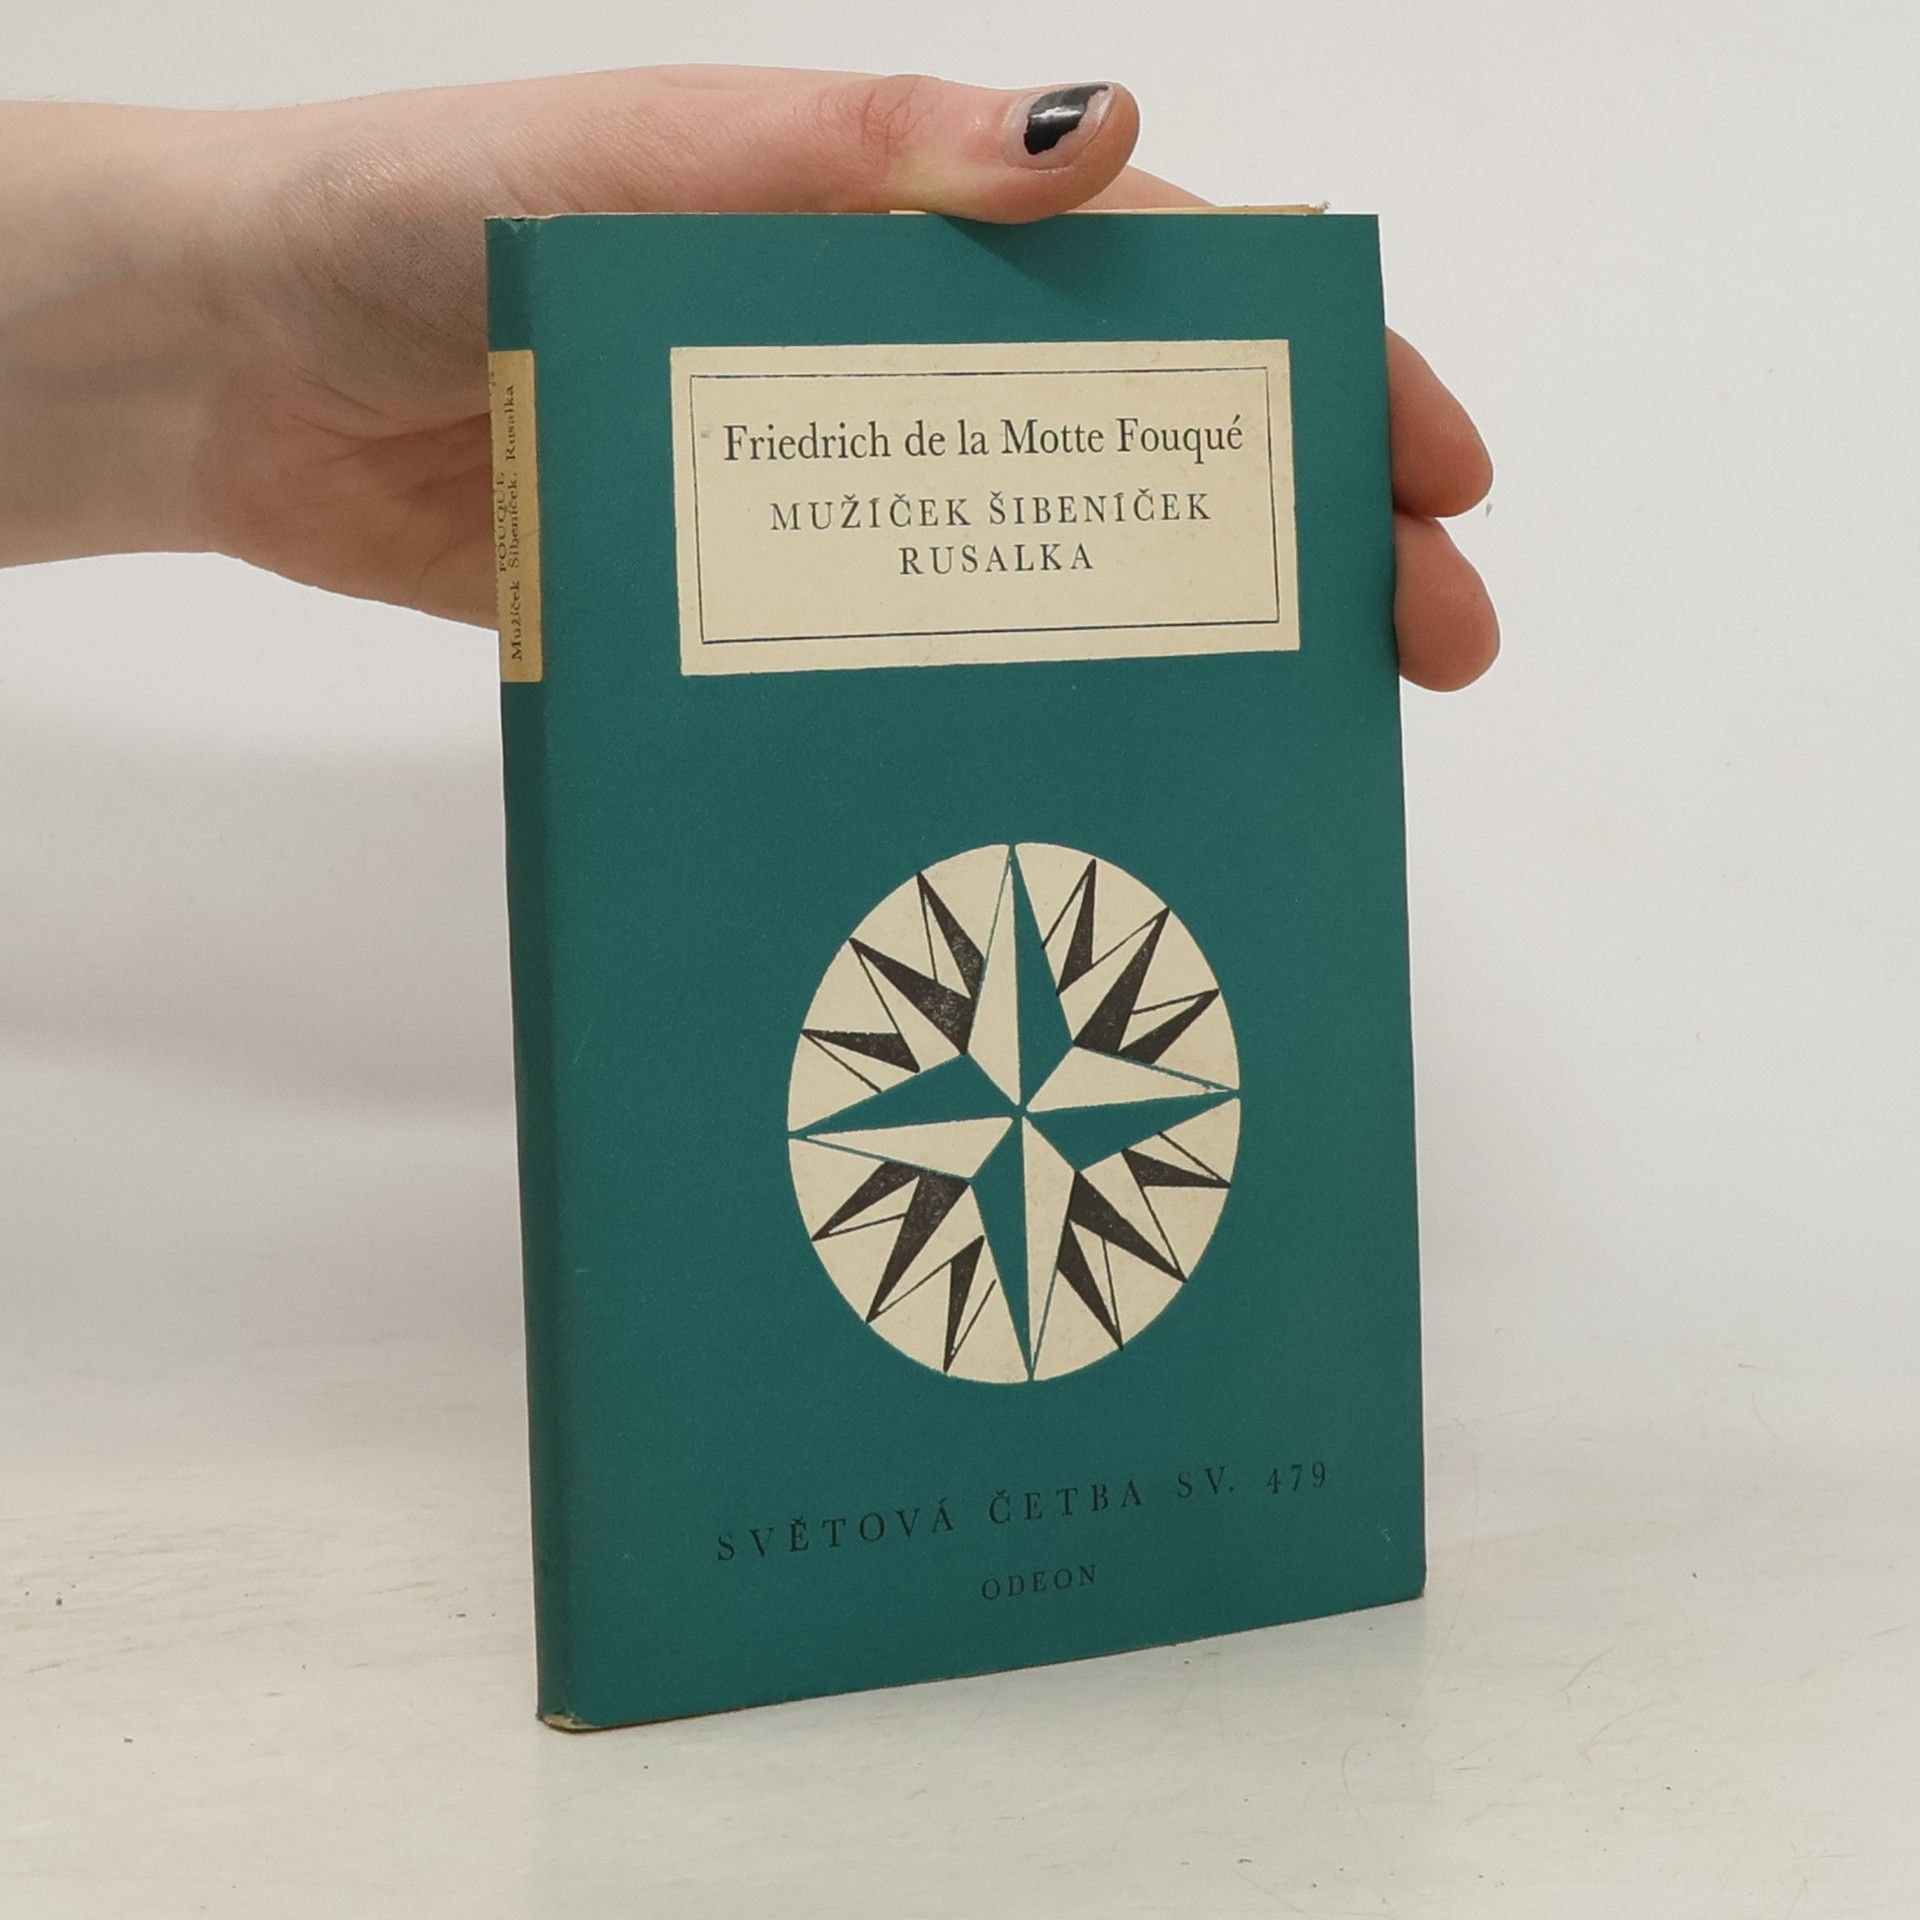 Friedrich de la Motte Fouqué
MUŽÍČEK ŠIBENÍČEK
RUSALKA
FOUQUÉ
Mužíček Šibeníček. Rusalka
SVĚTOVÁ ČETBA SV. 479
ODEON